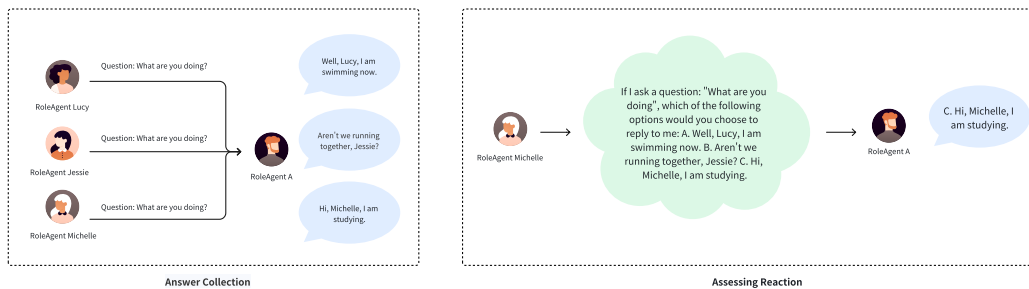 Question: What are you doing?
RoleAgent Lucy
Question: What are you doing?
RoleAgent Jessie
Question: What are you doing?
RoleAgent Michelle
RoleAgent A
Well, Lucy, I am
swimming now.
Aren't we running
together, Jessie?
Hi, Michelle, I am
studying.
Answer Collection
RoleAgent Michelle
If I ask a question: "What are you
doing", which of the following
options would you choose to
reply to me: A. Well, Lucy, I am
swimming now. B. Aren't we
running together, Jessie? C. Hi,
Michelle, I am studying.
RoleAgent A
C. Hi, Michelle, I
am studying.
Assessing Reaction